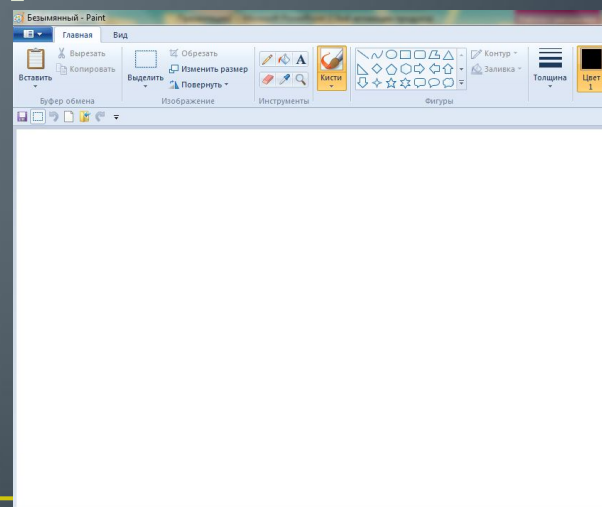 Безымянный - Paint
Главная Вид
Вставить
Вырезать
Копировать
Буфер обмена
Выделить
Обрезать
Изменить размер
Повернуть
Изображение
A
Инструменты
Кисти
Контур
Заливка
Фигуры
Толщина
Цвет
1